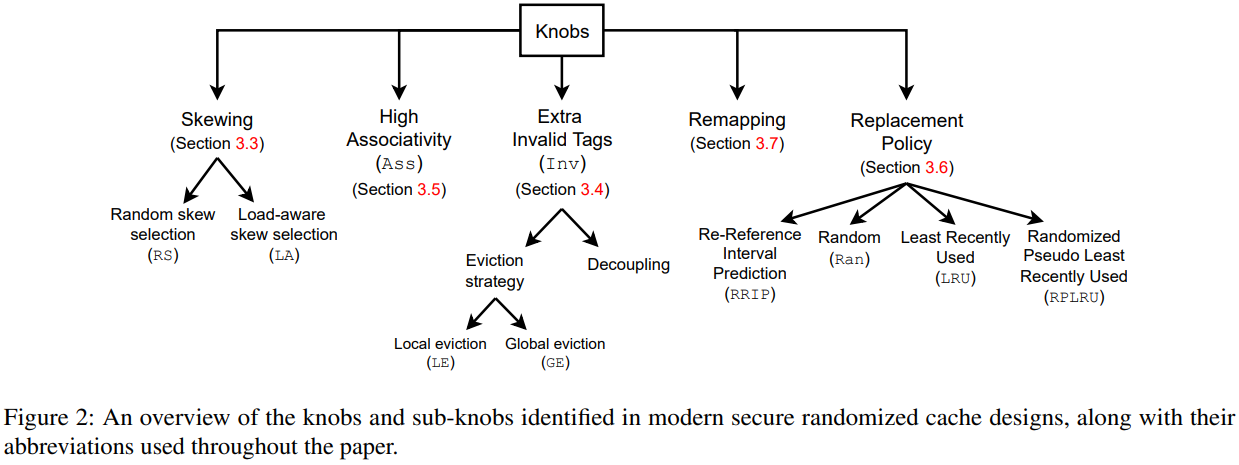 Knobs
Skewing
(Section 3.3)
High
Associativity
(Ass)
(Section 3.5)
Extra
Invalid Tags
(Inv)
(Section 3.4)
Remapping
(Section 3.7)
Replacement
Policy
(Section 3.6)
Random skew
selection
(RS)
Load-aware
skew selection
(LA)
Eviction
strategy
Decoupling
Local eviction
(LE)
Global eviction
(GE)
Re-Reference
Interval
Prediction
(RRIP)
Random
(Ran)
Least Recently
Used
(LRU)
Randomized
Pseudo Least
Recently Used
(RPLRU)
Figure 2: An overview of the knobs and sub-knobs identified in modern secure randomized cache designs, along with their
abbreviations used throughout the paper.